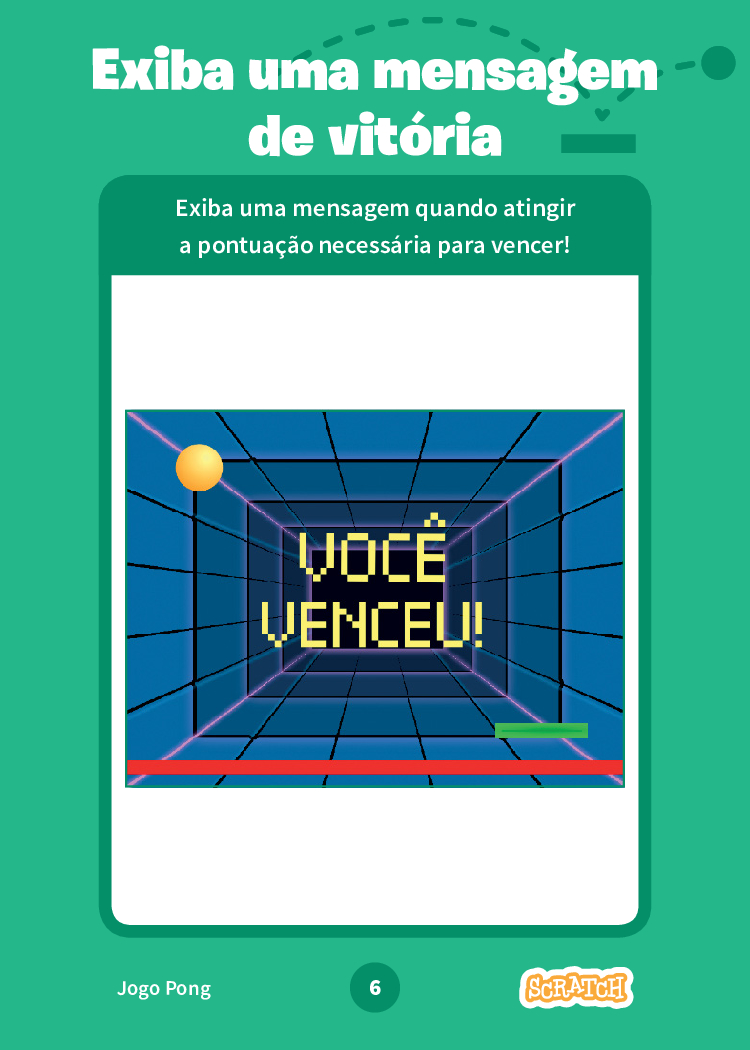 Exiba uma mensagem
de vitória
Exiba uma mensagem quando atingir
a pontuação necessária para vencer!
VOCÊ
VENCEU!
Jogo Pong
6
SCRATCH